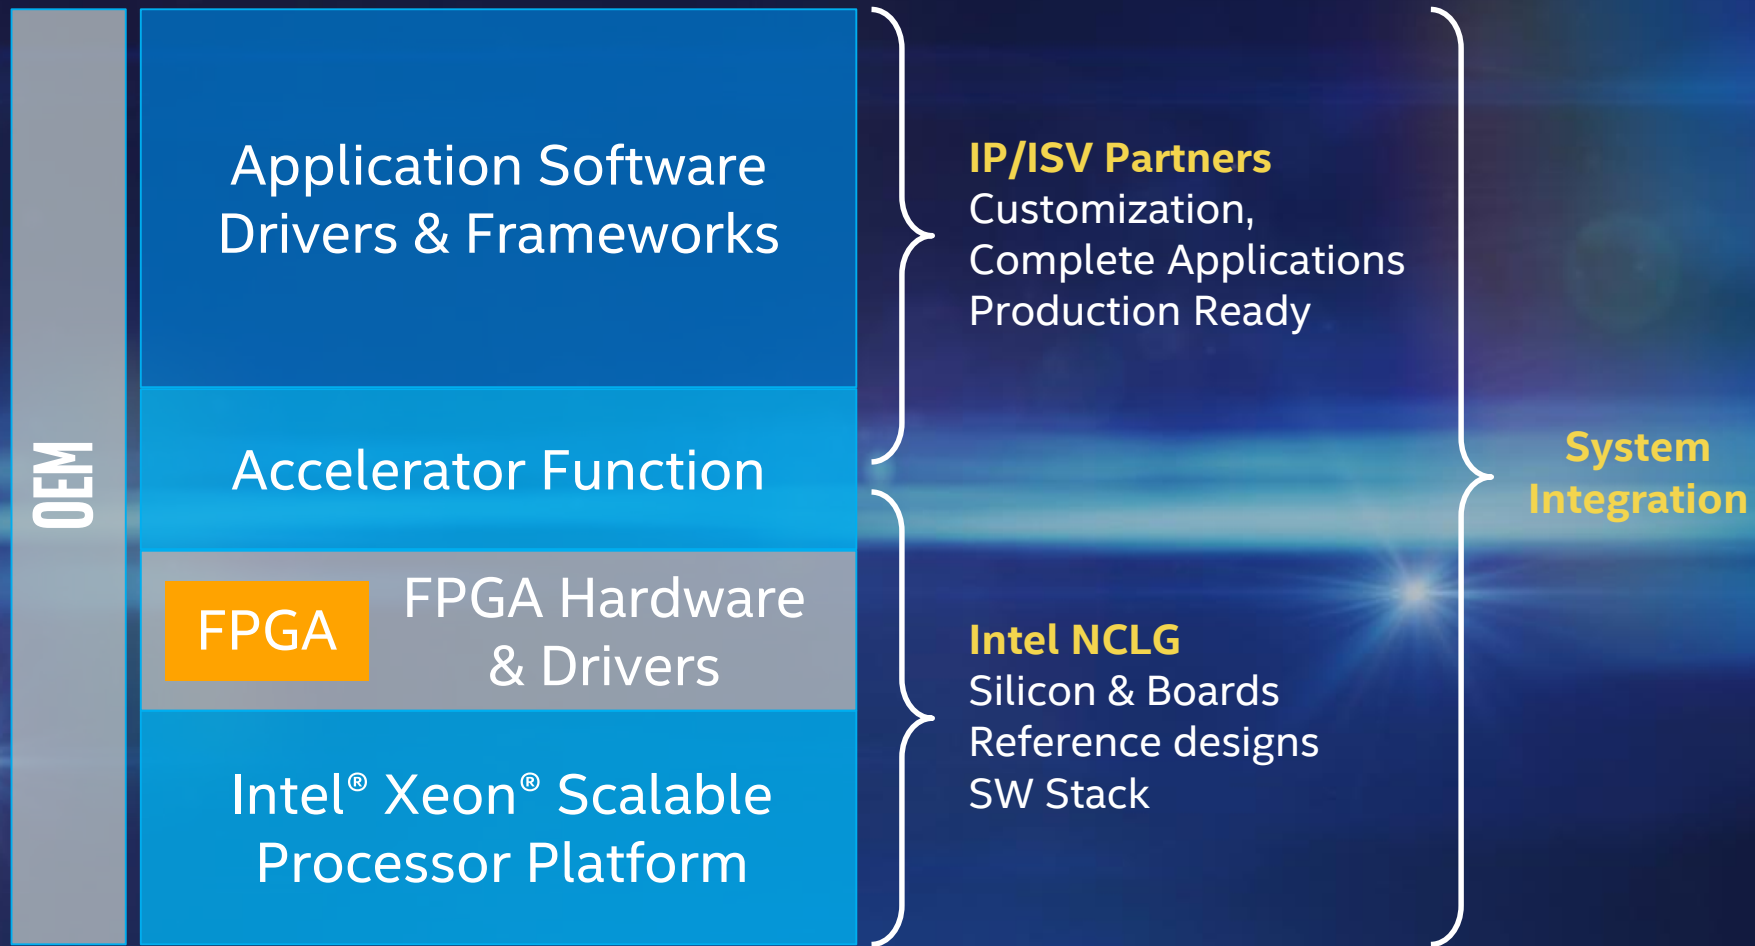 OEM
Application Software
Drivers & Frameworks
Accelerator Function
FPGA
FPGA Hardware
& Drivers
Intel® Xeon® Scalable
Processor Platform
IP/ISV Partners
Customization,
Complete Applications
Production Ready
Intel NCLG
Silicon & Boards
Reference designs
SW Stack
System
Integration